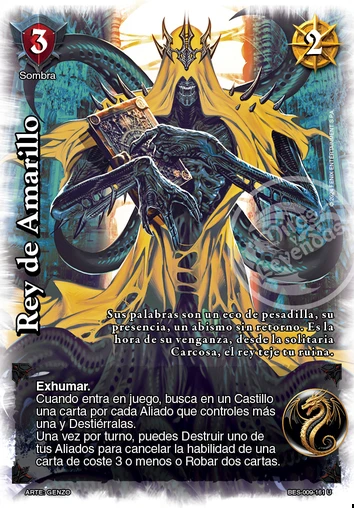 3
2
Sombra
Rey de Amarillo
Sus palabras son un eco de pesadilla, su
presencia, un abismo sin retorno. Es la
hora de su venganza, desde la solitaria
Carcosa, el rey teje tu ruina.
Exhumar.
Cuando entra en juego, busca en un Castillo
una carta por cada Aliado que controles más
una y Destiérralas.
Una vez por turno, puedes Destruir uno de
tus Aliados para cancelar la habilidad de una
carta de coste 3 o menos o Robar dos cartas.
ARTE: GENZO
BES-009-161 U